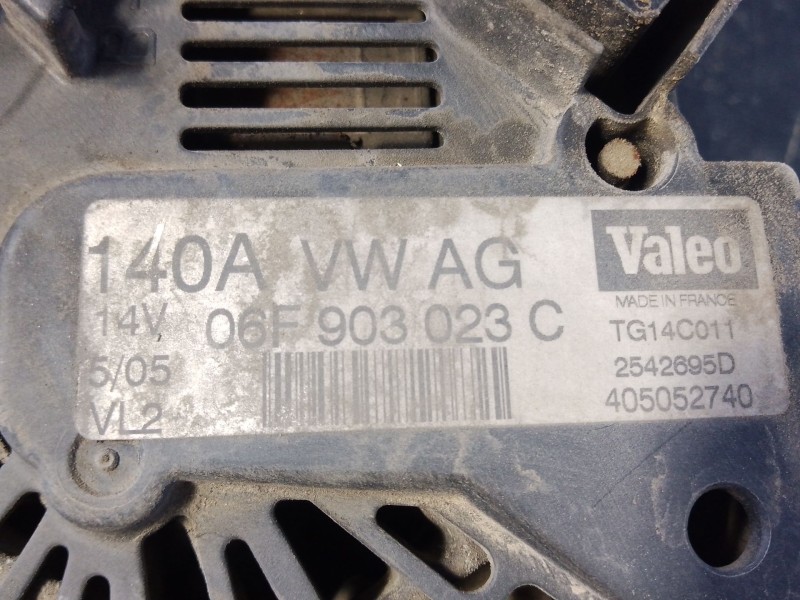 140A VW AG
14V 06F 903 023 C
5/05
VL2
Valeo
MADE IN FRANCE
TG14C011
2542695D
405052740